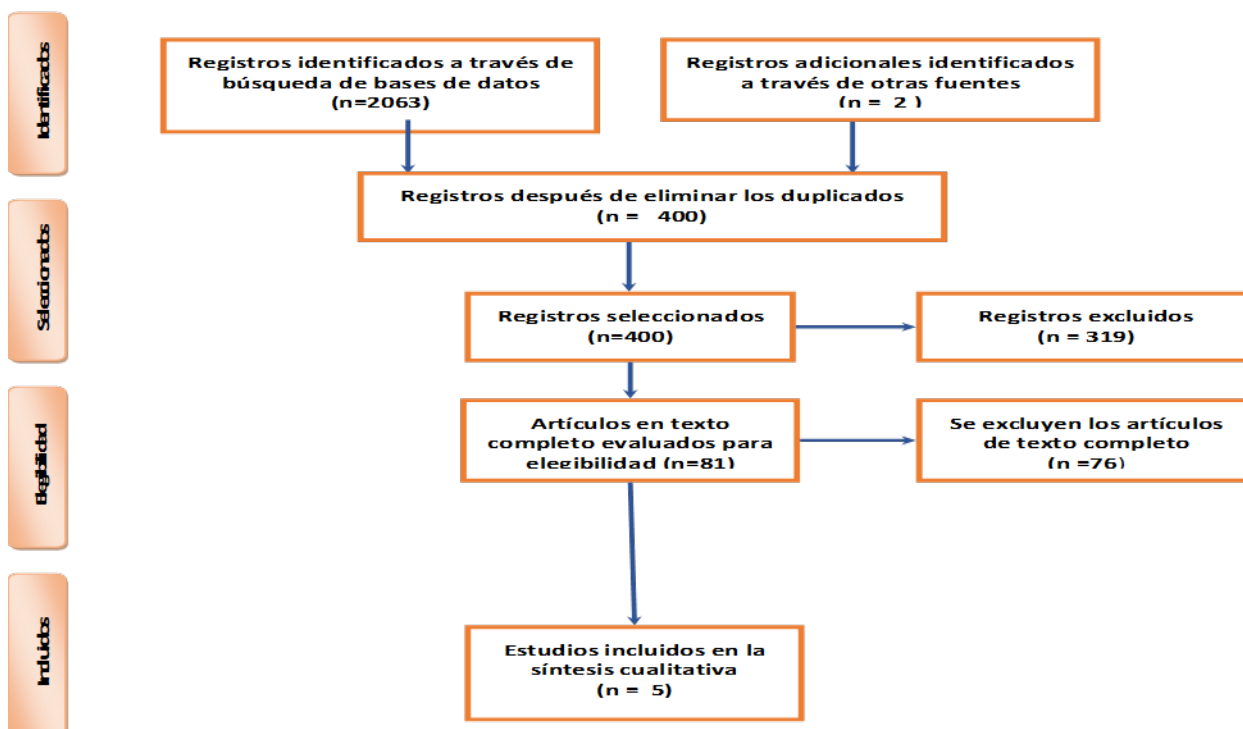 Identificados
Registros identificados a través de
búsqueda de bases de datos
(n=2063)
Registros adicionales identificados
a través de otras fuentes
(n = 2 )
Registros después de eliminar los duplicados
(n = 400)
Seleccionados
Registros seleccionados
(n=400)
Registros excluidos
(n = 319)
Elegibilidad
Artículos en texto
completo evaluados para
elegibilidad (n=81)
Se excluyen los artículos
de texto completo
(n =76)
Incluidos
Estudios incluidos en la
síntesis cualitativa
(n = 5)